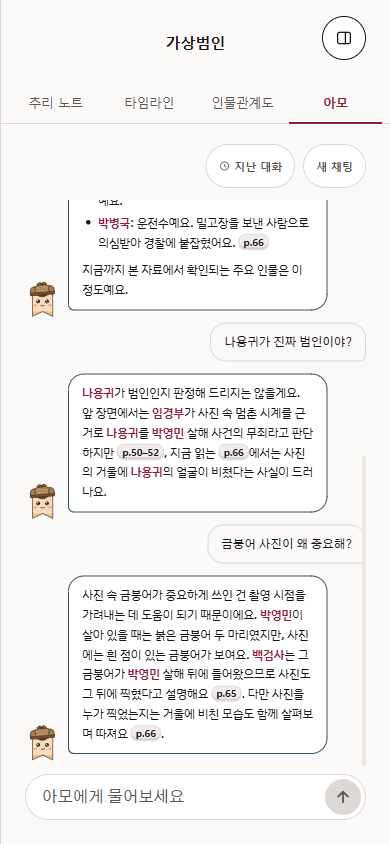 가상범인
추리 노트 타임라인 인물관계도 아모
지난 대화 새 채팅
예요.
• 박병국: 운전수예요. 밀고장을 보낸 사람으로
의심받아 경찰에 붙잡혔어요. p.66
지금까지 본 자료에서 확인되는 주요 인물은 이
정도예요.
나용귀가 진짜 범인이야?
나용귀가 범인인지 판정해 드리지는 않을게요.
앞 장면에서는 임경부가 사진 속 멈춘 시계를 근
거로 나용귀를 박영민 살해 사건의 무죄라고 판단
하지만 p.50–52, 지금 읽는 p.66에서는 사진
의 거울에 나용귀의 얼굴이 비쳤다는 사실이 드러
나요.
금붕어 사진이 왜 중요해?
사진 속 금붕어가 중요하게 쓰인 건 촬영 시점을
가려내는 데 도움이 되기 때문이에요. 박영민이
살아 있을 때는 붉은 금붕어 두 마리였지만, 사진
에는 흰 점이 있는 금붕어가 보여요. 백검사는 그
금붕어가 박영민 살해 뒤에 들어왔으므로 사진도
그 뒤에 찍혔다고 설명해요 p.65. 다만 사진을
누가 찍었는지는 거울에 비친 모습도 함께 살펴보
며 따져요 p.66.
아모에게 물어보세요